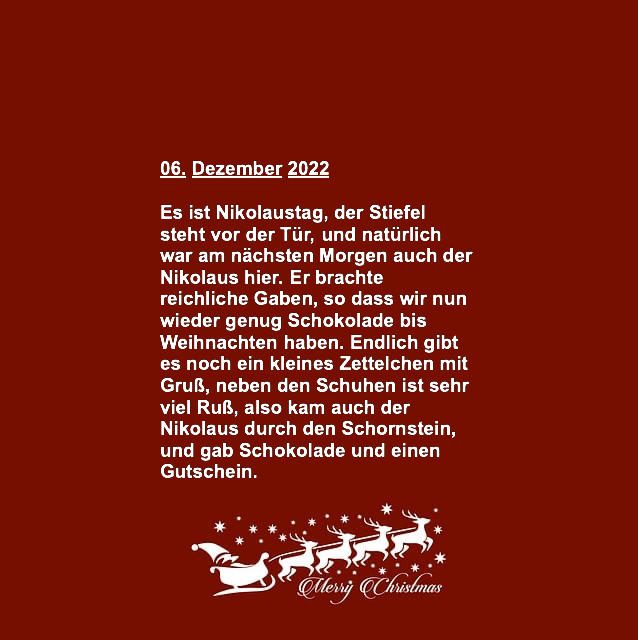 06. Dezember 2022
Es ist Nikolaustag, der Stiefel
steht vor der Tür, und natürlich
war am nächsten Morgen auch der
Nikolaus hier. Er brachte
reichliche Gaben, so dass wir nun
wieder genug Schokolade bis
Weihnachten haben. Endlich gibt
es noch ein kleines Zettelchen mit
Gruß, neben den Schuhen ist sehr
viel Ruß, also kam auch der
Nikolaus durch den Schornstein,
und gab Schokolade und einen
Gutschein.
Merry Christmas